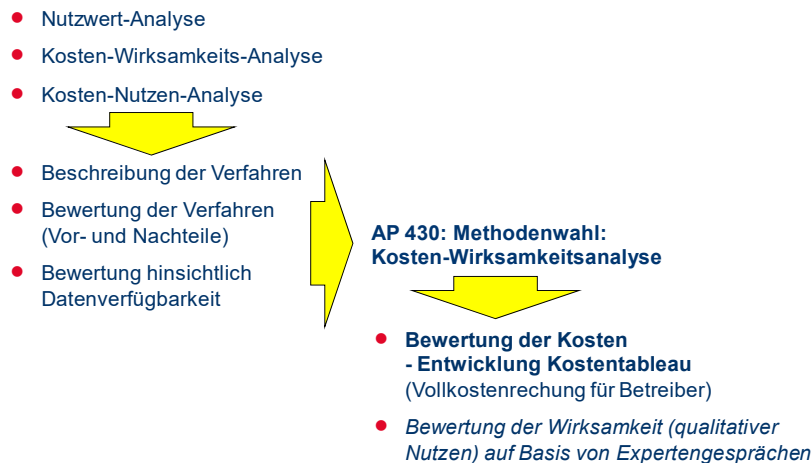 Nutzwert-Analyse
Kosten-Wirksamkeits-Analyse
Kosten-Nutzen-Analyse
Beschreibung der Verfahren
Bewertung der Verfahren
(Vor- und Nachteile)
Bewertung hinsichtlich
Datenverfügbarkeit
AP 430: Methodenwahl:
Kosten-Wirksamkeitsanalyse
Bewertung der Kosten
- Entwicklung Kostentableau
(Vollkostenrechung für Betreiber)
Bewertung der Wirksamkeit (qualitativer
Nutzen) auf Basis von Expertengesprächen